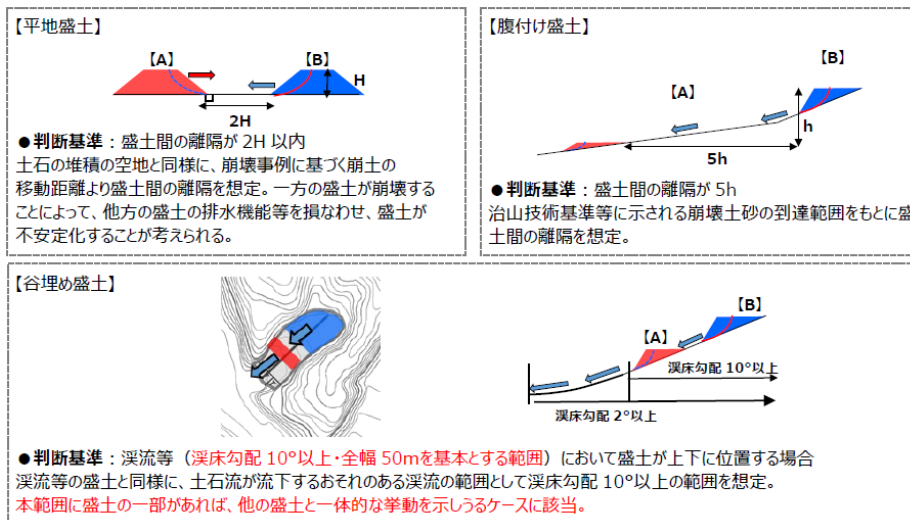 【平地盛土】
【A】
【B】
H
2H
●判断基準：盛土間の離隔が 2H 以内
土石の堆積の空地と同様に、崩壊事例に基づく崩土の
移動距離より盛土間の離隔を想定。一方の盛土が崩壊する
ことによって、他方の盛土の排水機能等を損なわせ、盛土が
不安定化することが考えられる。
【腹付け盛土】
【B】
【A】
h
5h
●判断基準：盛土間の離隔が 5h
治山技術基準等に示される崩壊土砂の到達範囲をもとに盛
土間の離隔を想定。
【谷埋め盛土】
【B】
【A】
渓床勾配 10°以上
渓床勾配 2°以上
●判断基準：渓流等（渓床勾配 10°以上・全幅 50mを基本とする範囲）において盛土が上下に位置する場合
渓流等の盛土と同様に、土石流が流下するおそれのある渓流の範囲として渓床勾配 10°以上の範囲を想定。
本範囲に盛土の一部があれば、他の盛土と一体的な挙動を示しうるケースに該当。